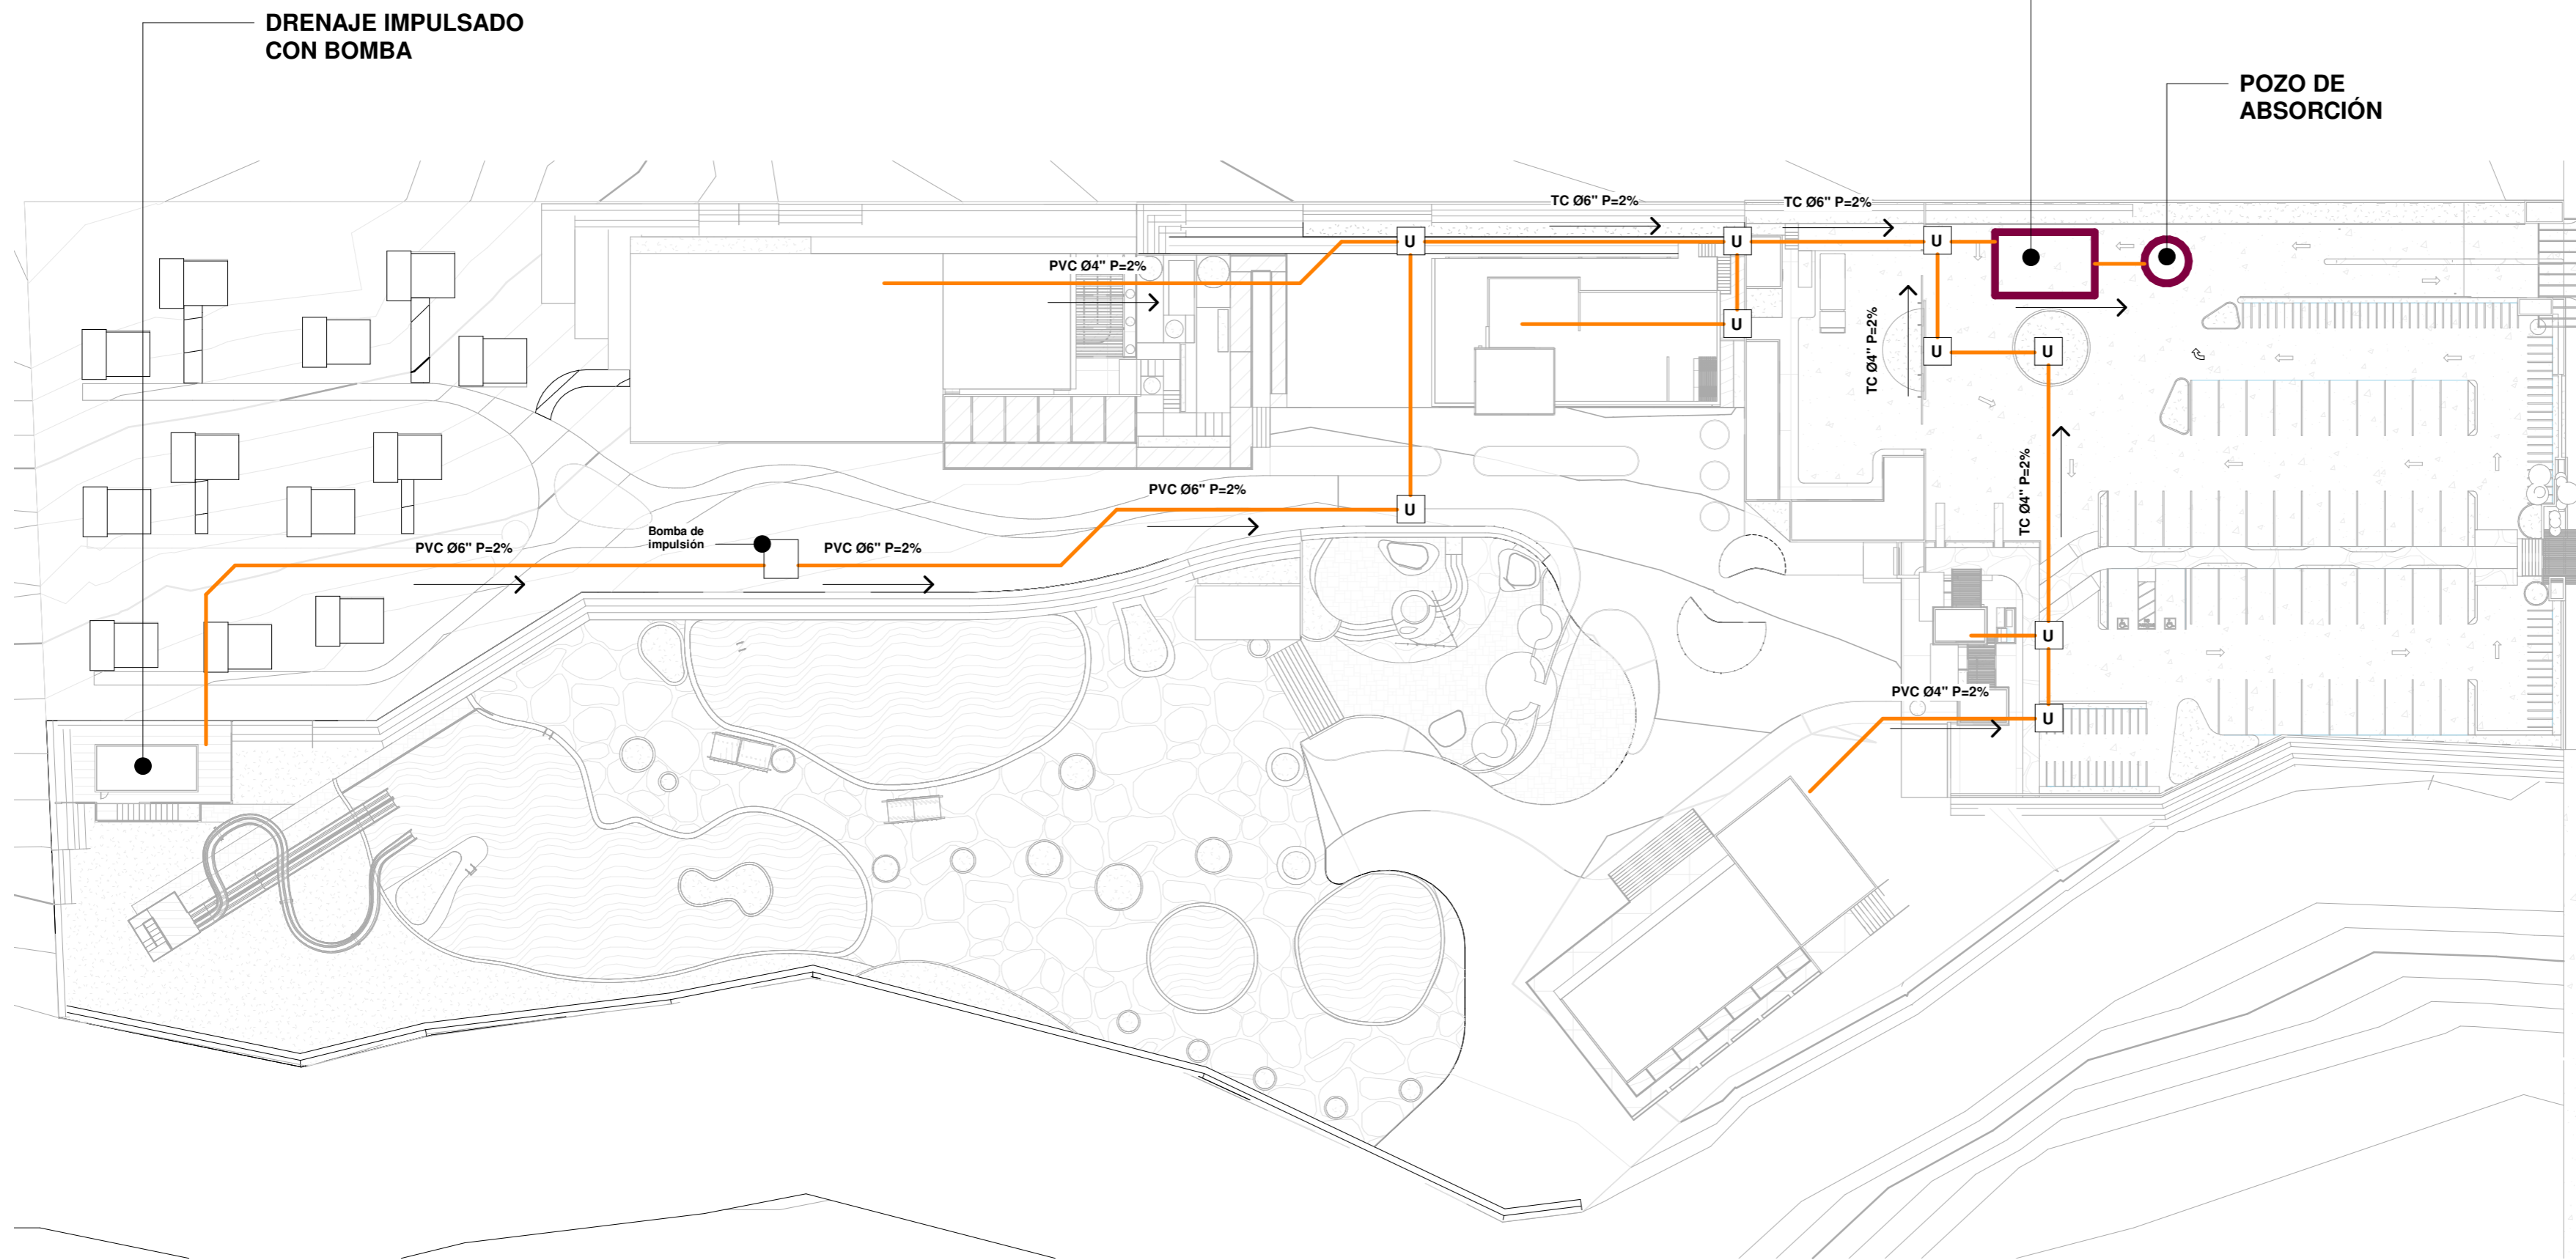 DRENAJE IMPULSADO
CON BOMBA
POZO DE
ABSORCIÓN
TC Ø6" P=2%
TC Ø6" P=2%
U
U
U
PVC Ø4" P=2%
U
TC Ø4" P=2%
U
U
TC Ø4" P=2%
PVC Ø6" P=2%
U
Bomba de
impulsión
PVC Ø6" P=2%
PVC Ø6" P=2%
U
PVC Ø4" P=2%
U